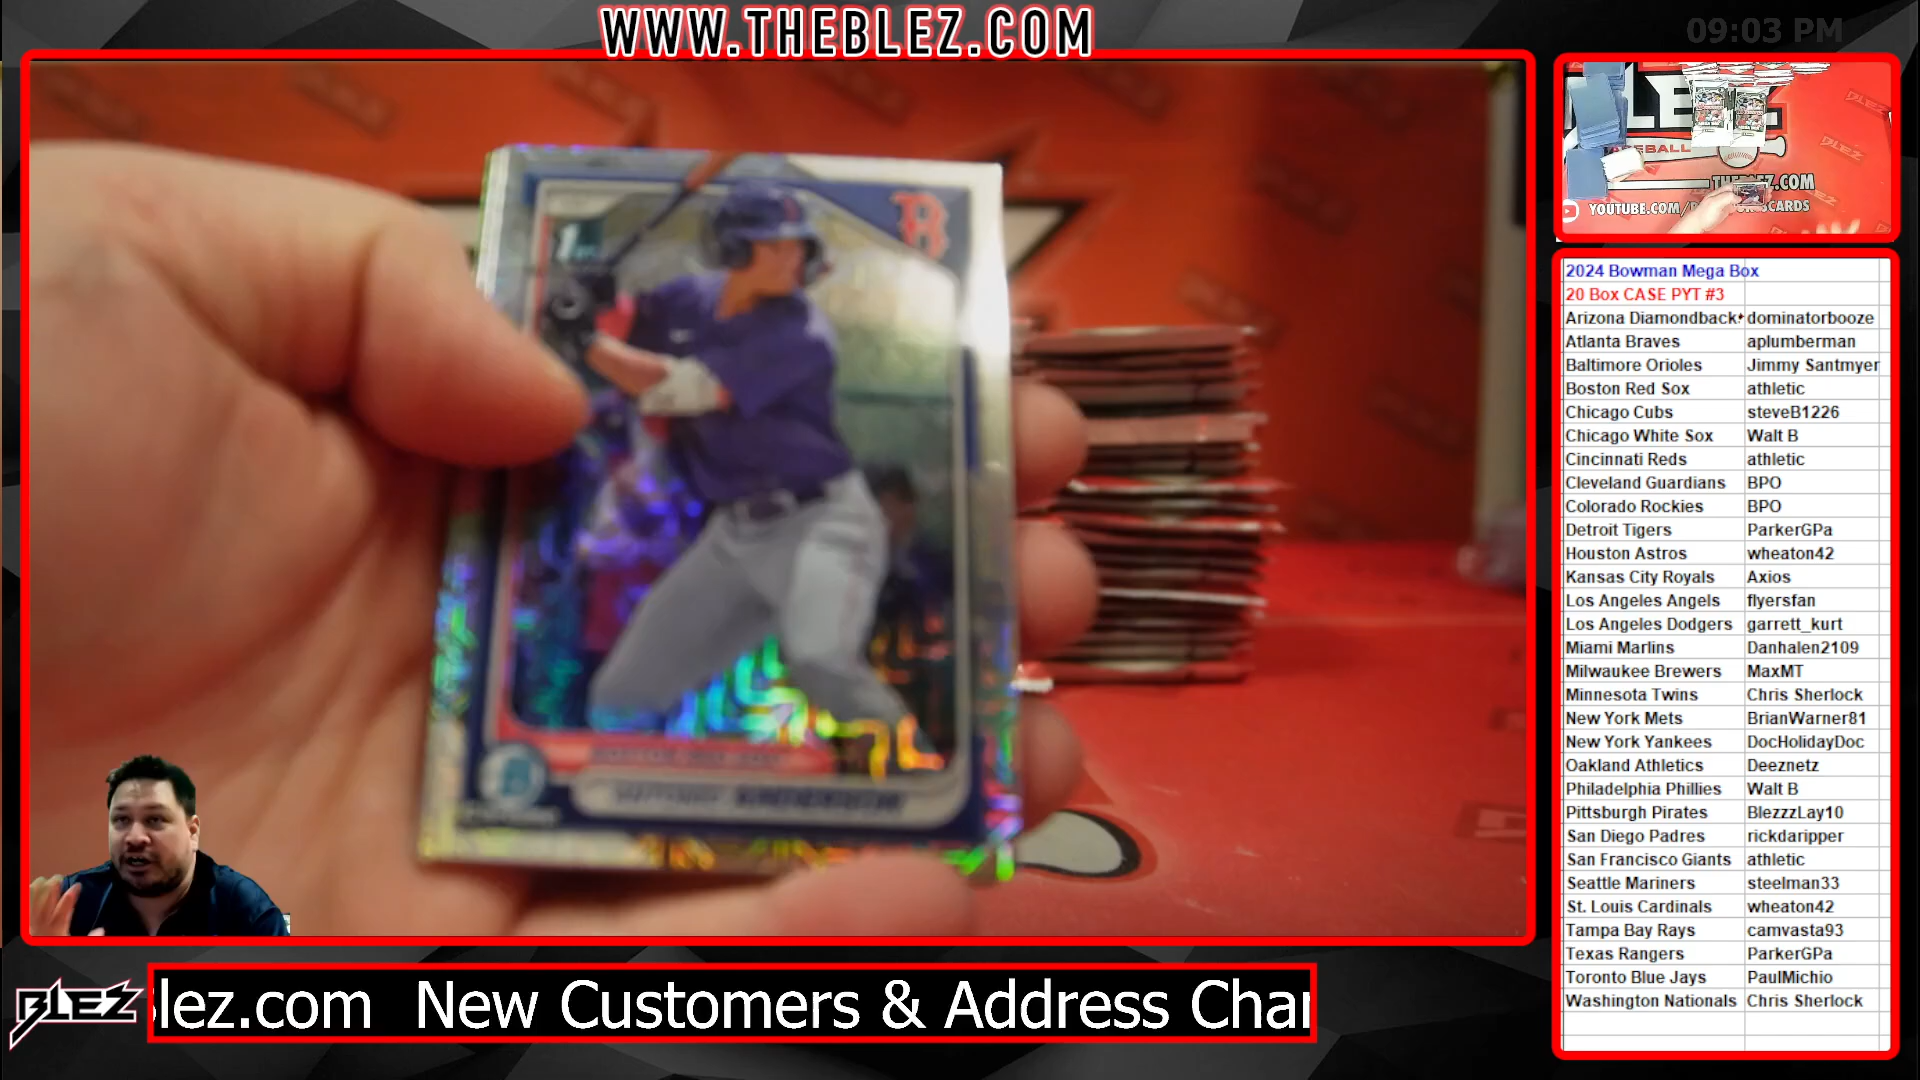 WWW.THEBLEZ.COM
09:03 PM
BASEBALL
BLEZ
YOUTUBE.COM/
2024 Bowman Mega Box
20 Box CASE PYT #3
Arizona Diamondback dominatorbooze
Atlanta Braves aplumberman
Baltimore Orioles Jimmy Santmyer
Boston Red Sox athletic
Chicago Cubs steveB1226
Chicago White Sox Walt B
Cincinnati Reds athletic
Cleveland Guardians BPO
Colorado Rockies BPO
Detroit Tigers ParkerGPa
Houston Astros wheaton42
Kansas City Royals Axios
Los Angeles Angels flyersfan
Los Angeles Dodgers garrett_kurt
Miami Marlins Danhalen2109
Milwaukee Brewers MaxMT
Minnesota Twins Chris Sherlock
New York Mets BrianWarner81
New York Yankees DocHolidayDoc
Oakland Athletics Deeznetz
Philadelphia Phillies Walt B
Pittsburgh Pirates BlezzzLay10
San Diego Padres rickdaripper
San Francisco Giants athletic
Seattle Mariners steelman33
St. Louis Cardinals wheaton42
Tampa Bay Rays camvasta93
Texas Rangers ParkerGPa
Toronto Blue Jays PaulMichio
Washington Nationals Chris Sherlock
B
1st
BLEZ
lez.com New Customers & Address Chan